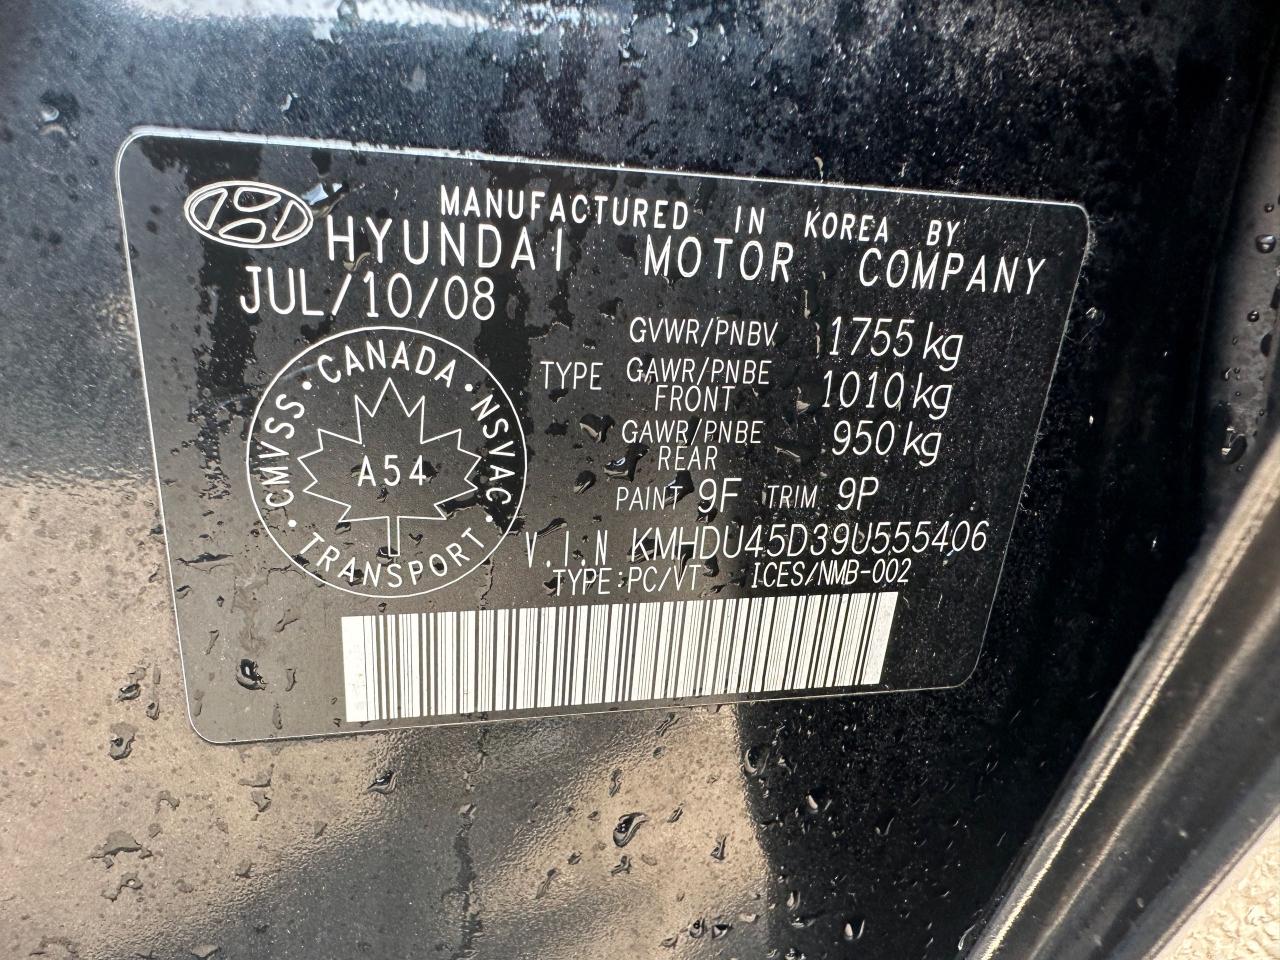 MANUFACTURED IN KOREA BY
HYUNDAI MOTOR COMPANY
JUL/10/08
GVWR/PNBV 1755 kg
TYPE GAWR/PNBE FRONT 1010 kg
GAWR/PNBE REAR 950 kg
PAINT 9F TRIM 9P
V.I.N KMHDU45D39U555406
TYPE:PC/VT ICES/NMB-002
· CANADA ·
CMVSS
NSVAC
A54
· TRANSPORT ·